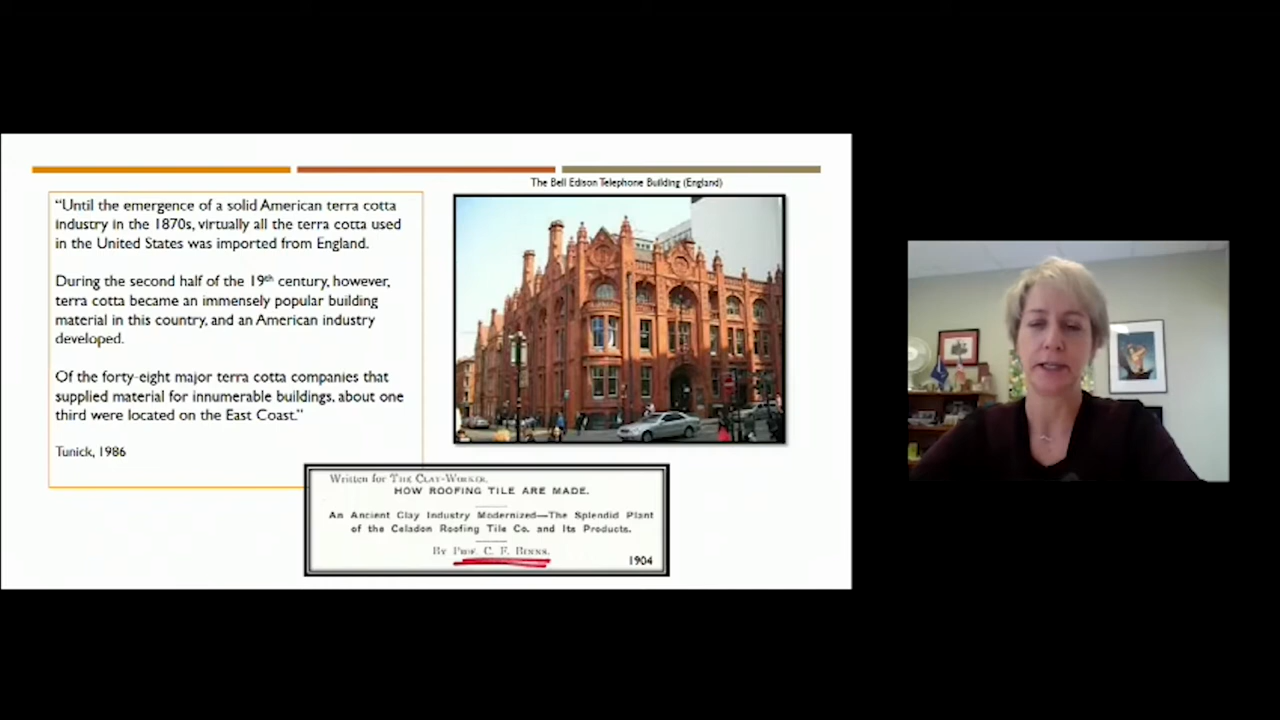 The Bell Edison Telephone Building (England)
“Until the emergence of a solid American terra cotta
industry in the 1870s, virtually all the terra cotta used
in the United States was imported from England.
During the second half of the 19th century, however,
terra cotta became an immensely popular building
material in this country, and an American industry
developed.
Of the forty-eight major terra cotta companies that
supplied material for innumerable buildings, about one
third were located on the East Coast.”
Tunick, 1986
Written for The Clay-Worker.
HOW ROOFING TILE ARE MADE.
An Ancient Clay Industry Modernized—The Splendid Plant
of the Celadon Roofing Tile Co. and Its Products.
By Prof. C. F. Binns.
1904